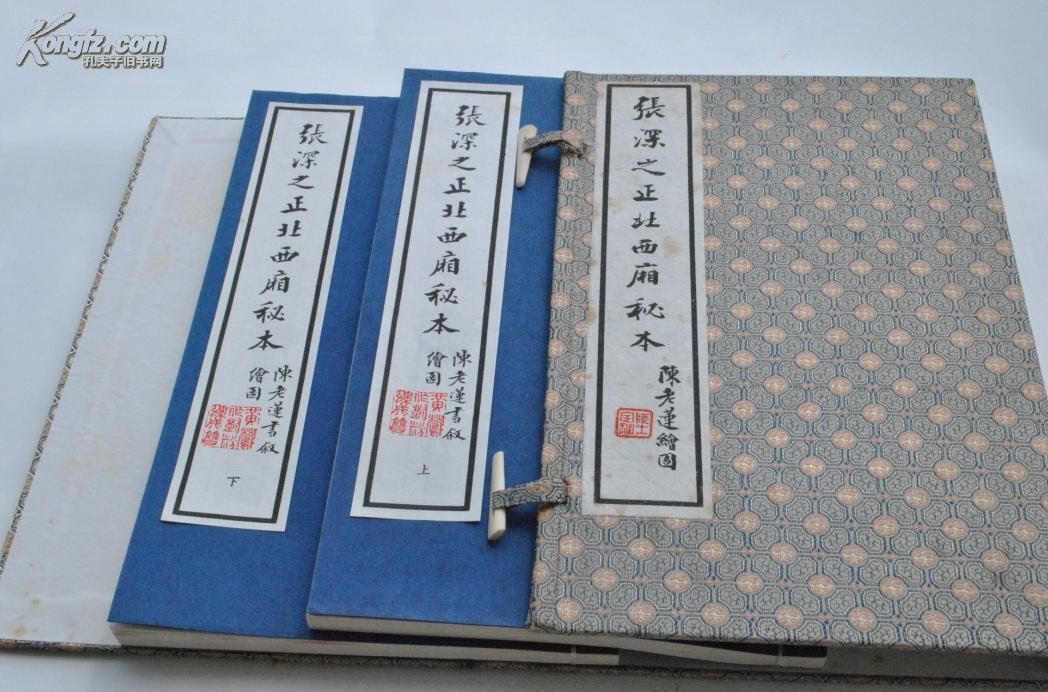 Kongfz.com
孔夫子旧书网
張深之正北西廂秘本
陳老蓮繪圖
張深之正北西廂秘本
陳老蓮書叙
繪圖
上
張深之正北西廂秘本
陳老蓮書叙
繪圖
下